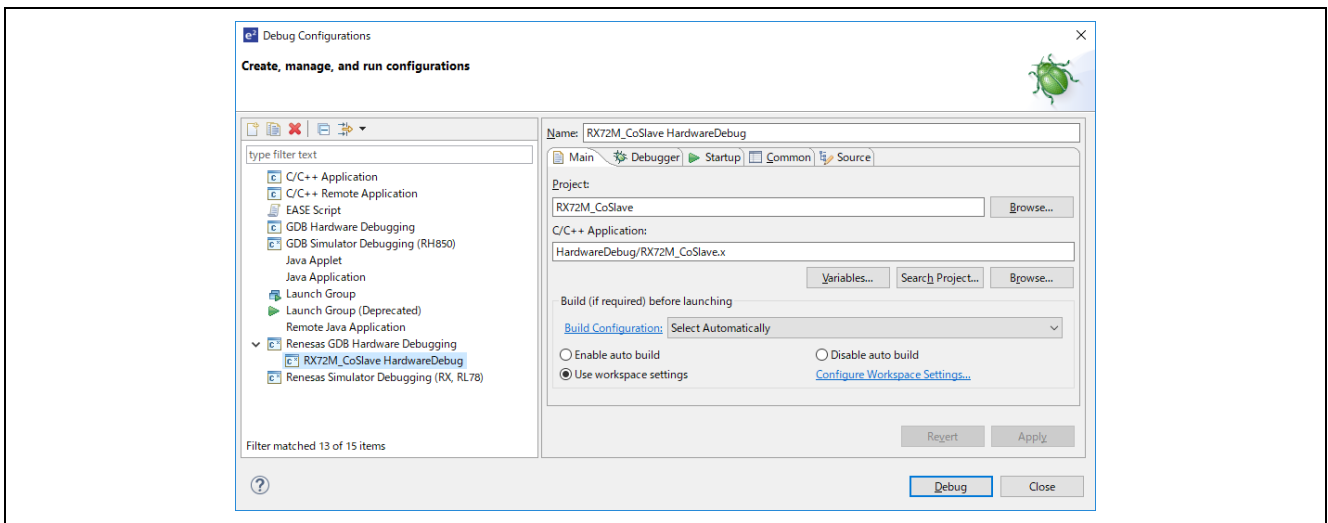 e² Debug Configurations
Create, manage, and run configurations
type filter text
C/C++ Application
C/C++ Remote Application
EASE Script
GDB Hardware Debugging
GDB Simulator Debugging (RH850)
Java Applet
Java Application
Launch Group
Launch Group (Deprecated)
Remote Java Application
Renesas GDB Hardware Debugging
RX72M_CoSlave HardwareDebug
Renesas Simulator Debugging (RX, RL78)
Filter matched 13 of 15 items
Name: RX72M_CoSlave HardwareDebug
Main Debugger Startup Common Source
Project:
RX72M_CoSlave Browse...
C/C++ Application:
HardwareDebug/RX72M_CoSlave.x
Variables... Search Project... Browse...
Build (if required) before launching
Build Configuration: Select Automatically
Enable auto build Disable auto build
Use workspace settings Configure Workspace Settings...
Revert Apply
? Debug Close